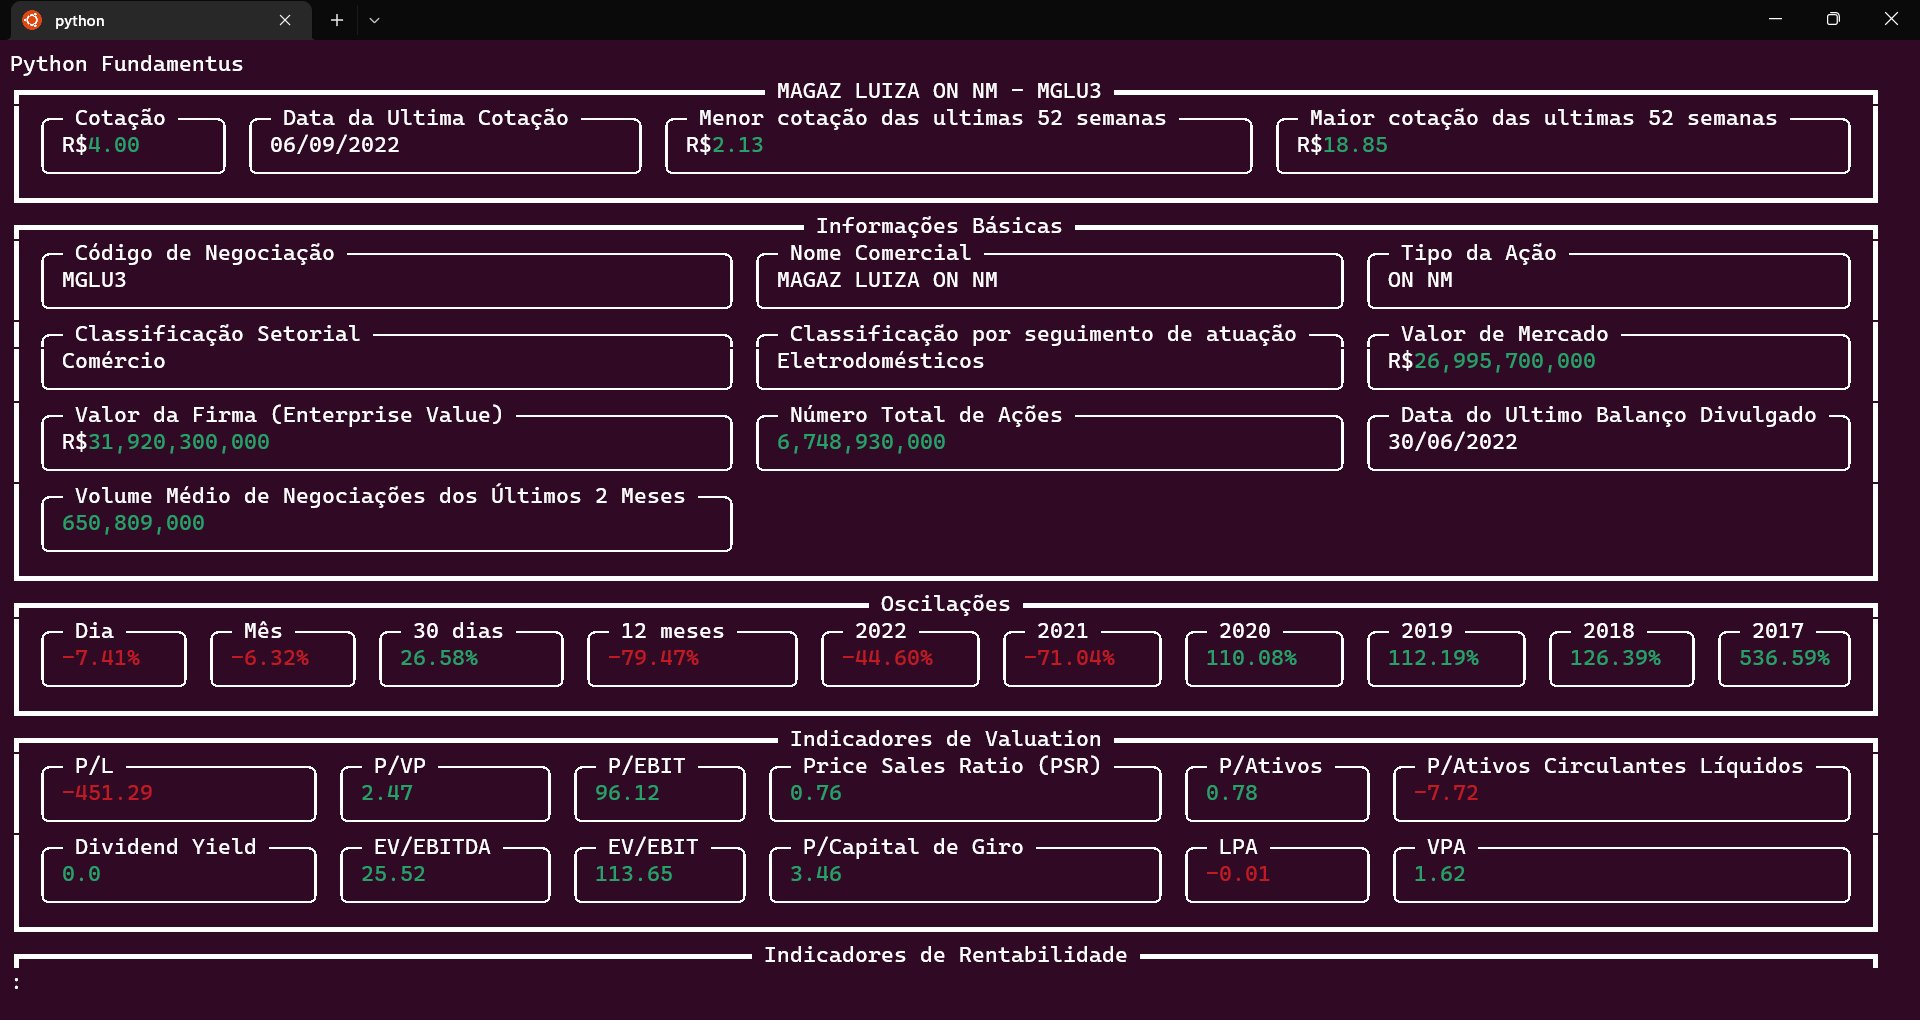 python
Python Fundamentus
MAGAZ LUIZA ON NM - MGLU3
Cotação Data da Ultima Cotação Menor cotação das ultimas 52 semanas Maior cotação das ultimas 52 semanas
R$4.00 06/09/2022 R$2.13 R$18.85
Informações Básicas
Código de Negociação Nome Comercial Tipo da Ação
MGLU3 MAGAZ LUIZA ON NM ON NM
Classificação Setorial Classificação por seguimento de atuação Valor de Mercado
Comércio Eletrodomésticos R$26,995,700,000
Valor da Firma (Enterprise Value) Número Total de Ações Data do Ultimo Balanço Divulgado
R$31,920,300,000 6,748,930,000 30/06/2022
Volume Médio de Negociações dos Últimos 2 Meses
650,809,000
Oscilações
Dia Mês 30 dias 12 meses 2022 2021 2020 2019 2018 2017
-7.41% -6.32% 26.58% -79.47% -44.60% -71.04% 110.08% 112.19% 126.39% 536.59%
Indicadores de Valuation
P/L P/VP P/EBIT Price Sales Ratio (PSR) P/Ativos P/Ativos Circulantes Líquidos
-451.29 2.47 96.12 0.76 0.78 -7.72
Dividend Yield EV/EBITDA EV/EBIT P/Capital de Giro LPA VPA
0.0 25.52 113.65 3.46 -0.01 1.62
Indicadores de Rentabilidade
: